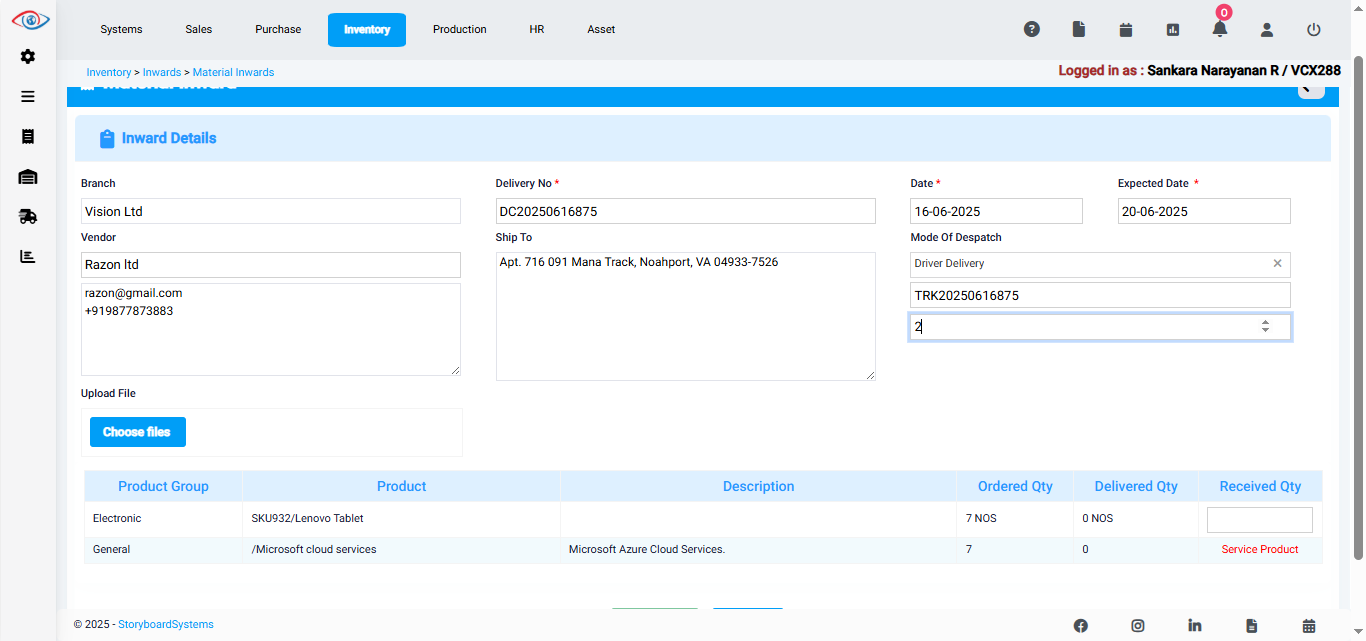 0
Systems Sales Purchase Inventory Production HR Asset
Inventory > Inwards > Material Inwards
Logged in as : Sankara Narayanan R / VCX288
Inward Details
Branch Delivery No * Date * Expected Date *
Vision Ltd DC20250616875 16-06-2025 20-06-2025
Vendor Ship To Mode Of Despatch
Razon ltd Apt. 716 091 Mana Track, Noahport, VA 04933-7526 Driver Delivery
razon@gmail.com TRK20250616875
+919877873883 2
Upload File
Choose files
Product Group Product Description Ordered Qty Delivered Qty Received Qty
Electronic SKU932/Lenovo Tablet 7 NOS 0 NOS
General /Microsoft cloud services Microsoft Azure Cloud Services. 7 0 Service Product
© 2025 - StoryboardSystems